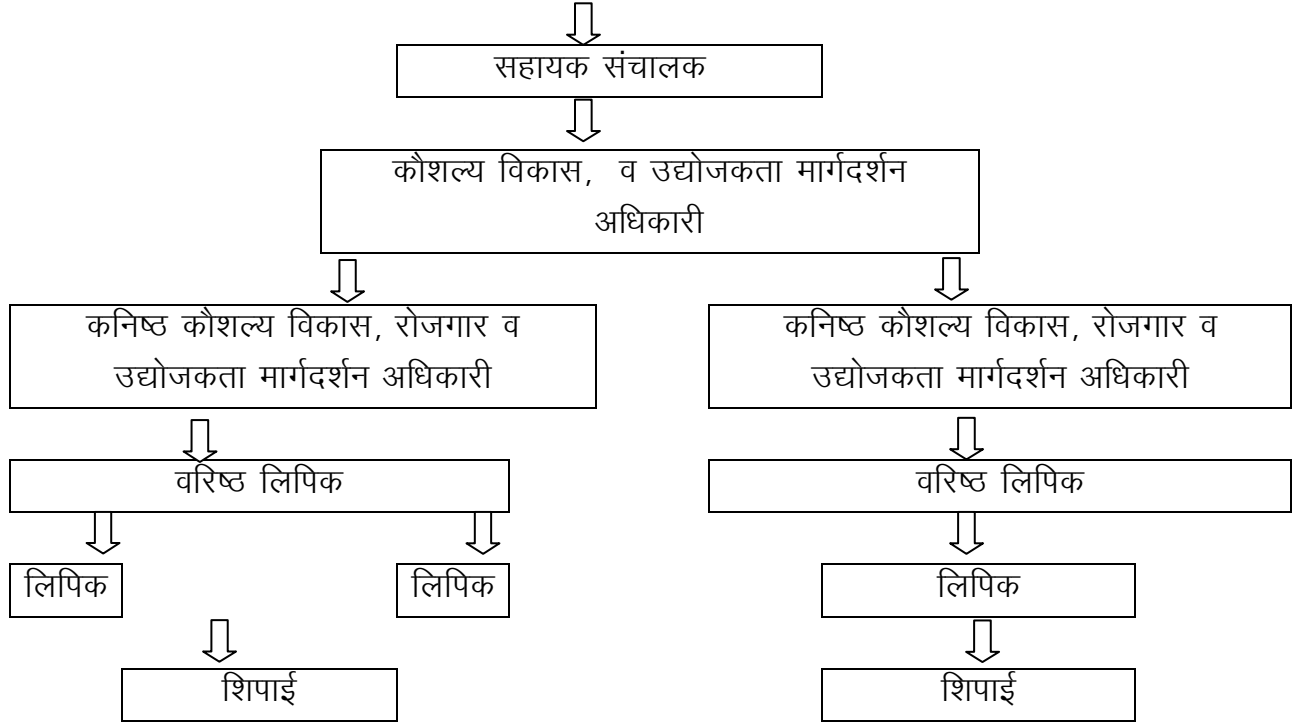 सहायक संचालक
कौशल्य विकास, व उद्योजकता मार्गदर्शन
अधिकारी
कनिष्ठ कौशल्य विकास, रोजगार व
उद्योजकता मार्गदर्शन अधिकारी
कनिष्ठ कौशल्य विकास, रोजगार व
उद्योजकता मार्गदर्शन अधिकारी
वरिष्ठ लिपिक
वरिष्ठ लिपिक
लिपिक
लिपिक
लिपिक
शिपाई
शिपाई